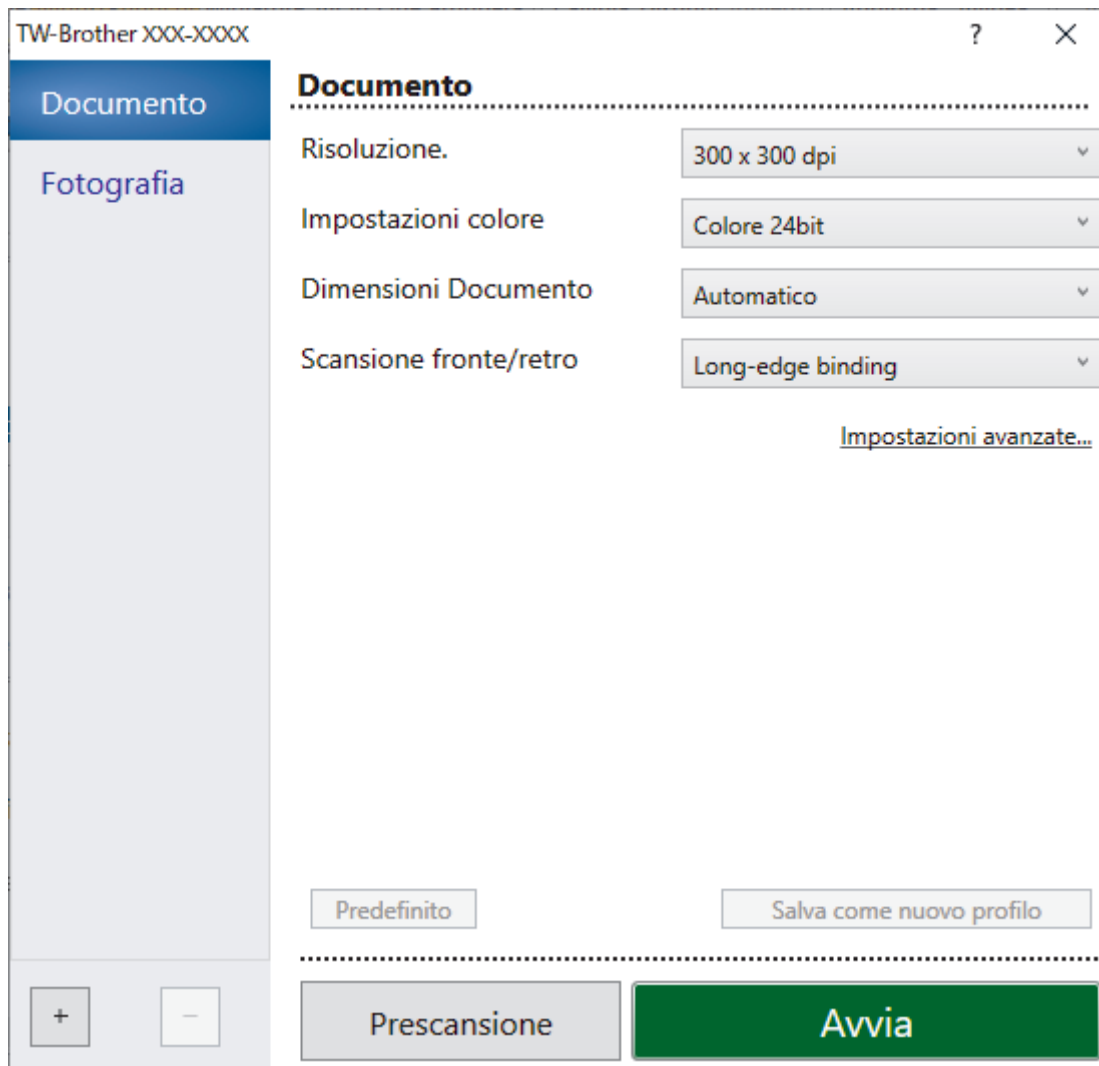 TW-Brother XXX-XXXX ?
Documento
Fotografia
Documento
Risoluzione. 300 x 300 dpi
Impostazioni colore Colore 24bit
Dimensioni Documento Automatico
Scansione fronte/retro Long-edge binding
Impostazioni avanzate...
Predefinito Salva come nuovo profilo
+ −
Prescansione Avvia